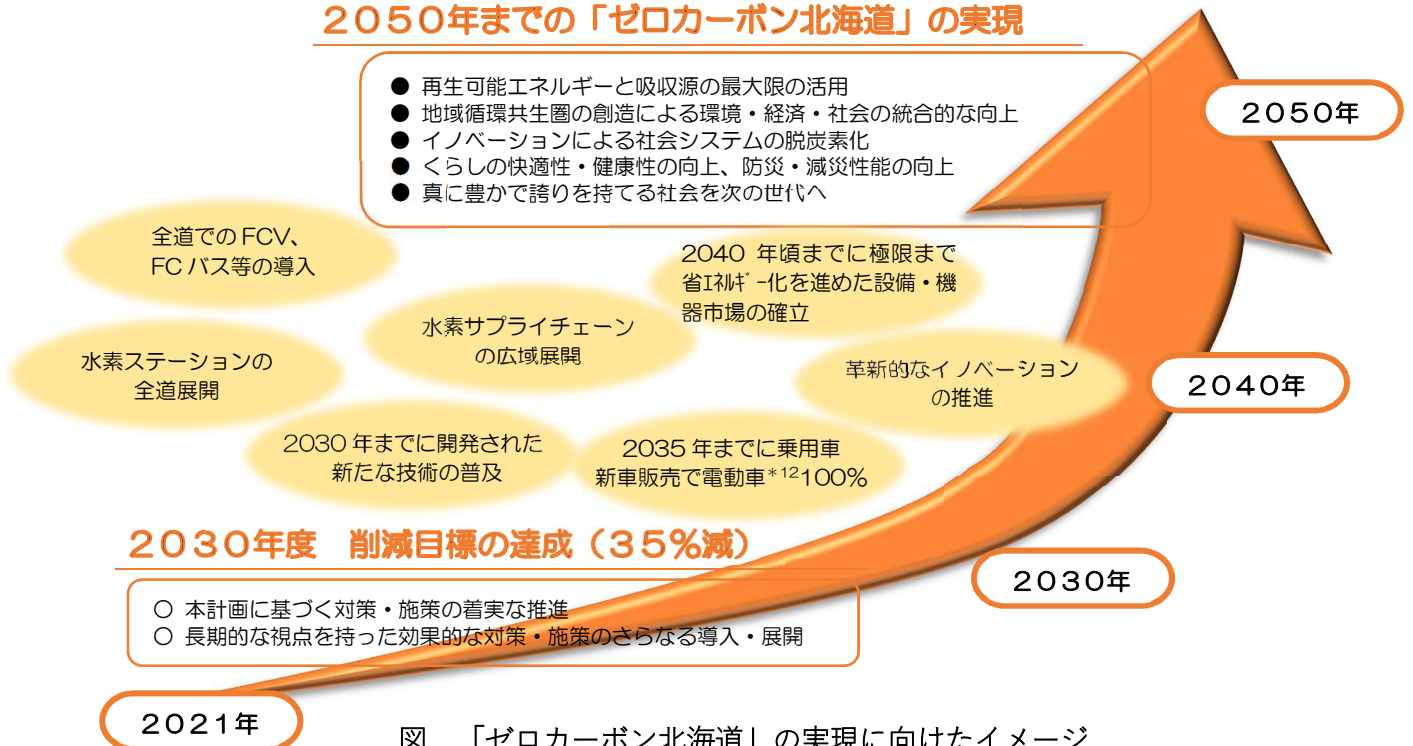 2050年までの「ゼロカーボン北海道」の実現
● 再生可能エネルギーと吸収源の最大限の活用
● 地域循環共生圏の創造による環境・経済・社会の統合的な向上
● イノベーションによる社会システムの脱炭素化
● くらしの快適性・健康性の向上、防災・減災性能の向上
● 真に豊かで誇りを持てる社会を次の世代へ
2050年
全道での FCV、
FC バス等の導入
2040 年頃までに極限まで
省エネルギー化を進めた設備・機
器市場の確立
水素サプライチェーン
の広域展開
水素ステーションの
全道展開
革新的なイノベーション
の推進
2040年
2030 年までに開発された
新たな技術の普及
2035 年までに乗用車
新車販売で電動車*12100%
2030年度 削減目標の達成(35%減)
2030年
○ 本計画に基づく対策・施策の着実な推進
○ 長期的な視点を持った効果的な対策・施策のさらなる導入・展開
2021年
図 「ゼロカーボン北海道」の実現に向けたイメージ